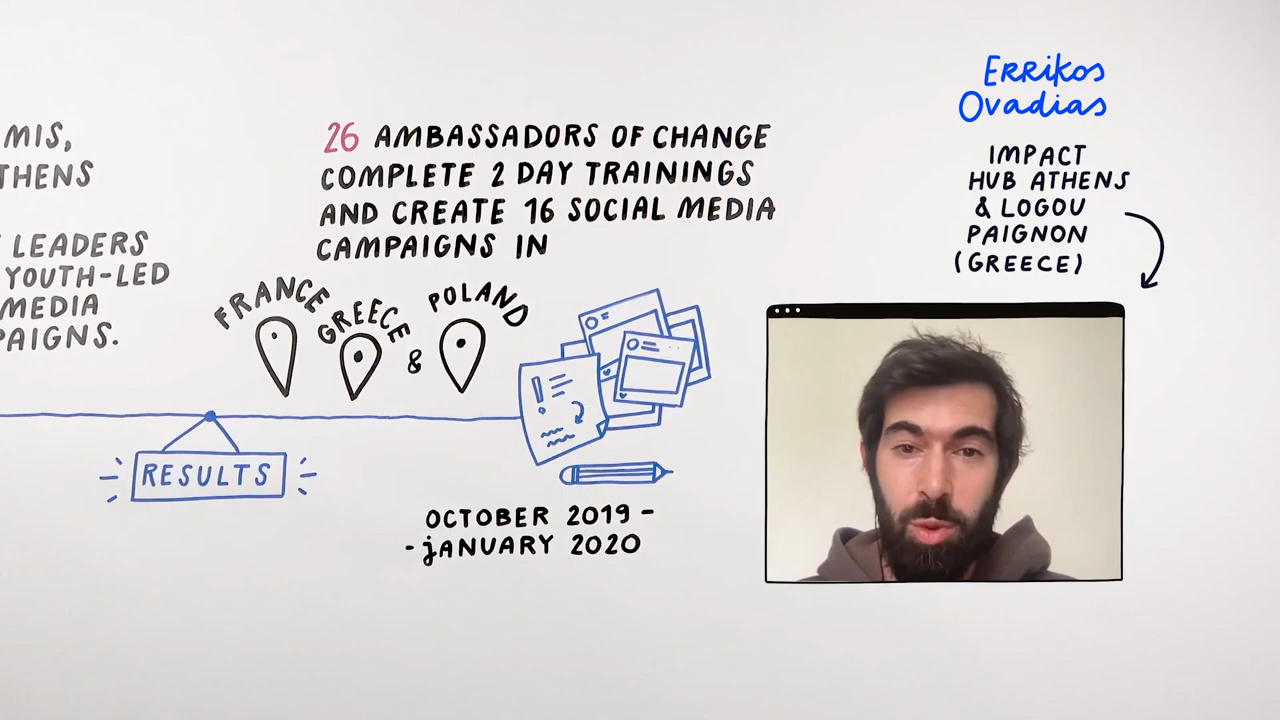 MIS,
THENS
LEADERS
YOUTH-LED
MEDIA
PAIGNS.
26 AMBASSADORS OF CHANGE
COMPLETE 2 DAY TRAININGS
AND CREATE 16 SOCIAL MEDIA
CAMPAIGNS IN
FRANCE
GREECE
&
POLAND
RESULTS
OCTOBER 2019 -
- JANUARY 2020
ERRikos
Ovadias
IMPACT
HUB ATHENS
& LOGOU
PAIGNON
(GREECE)